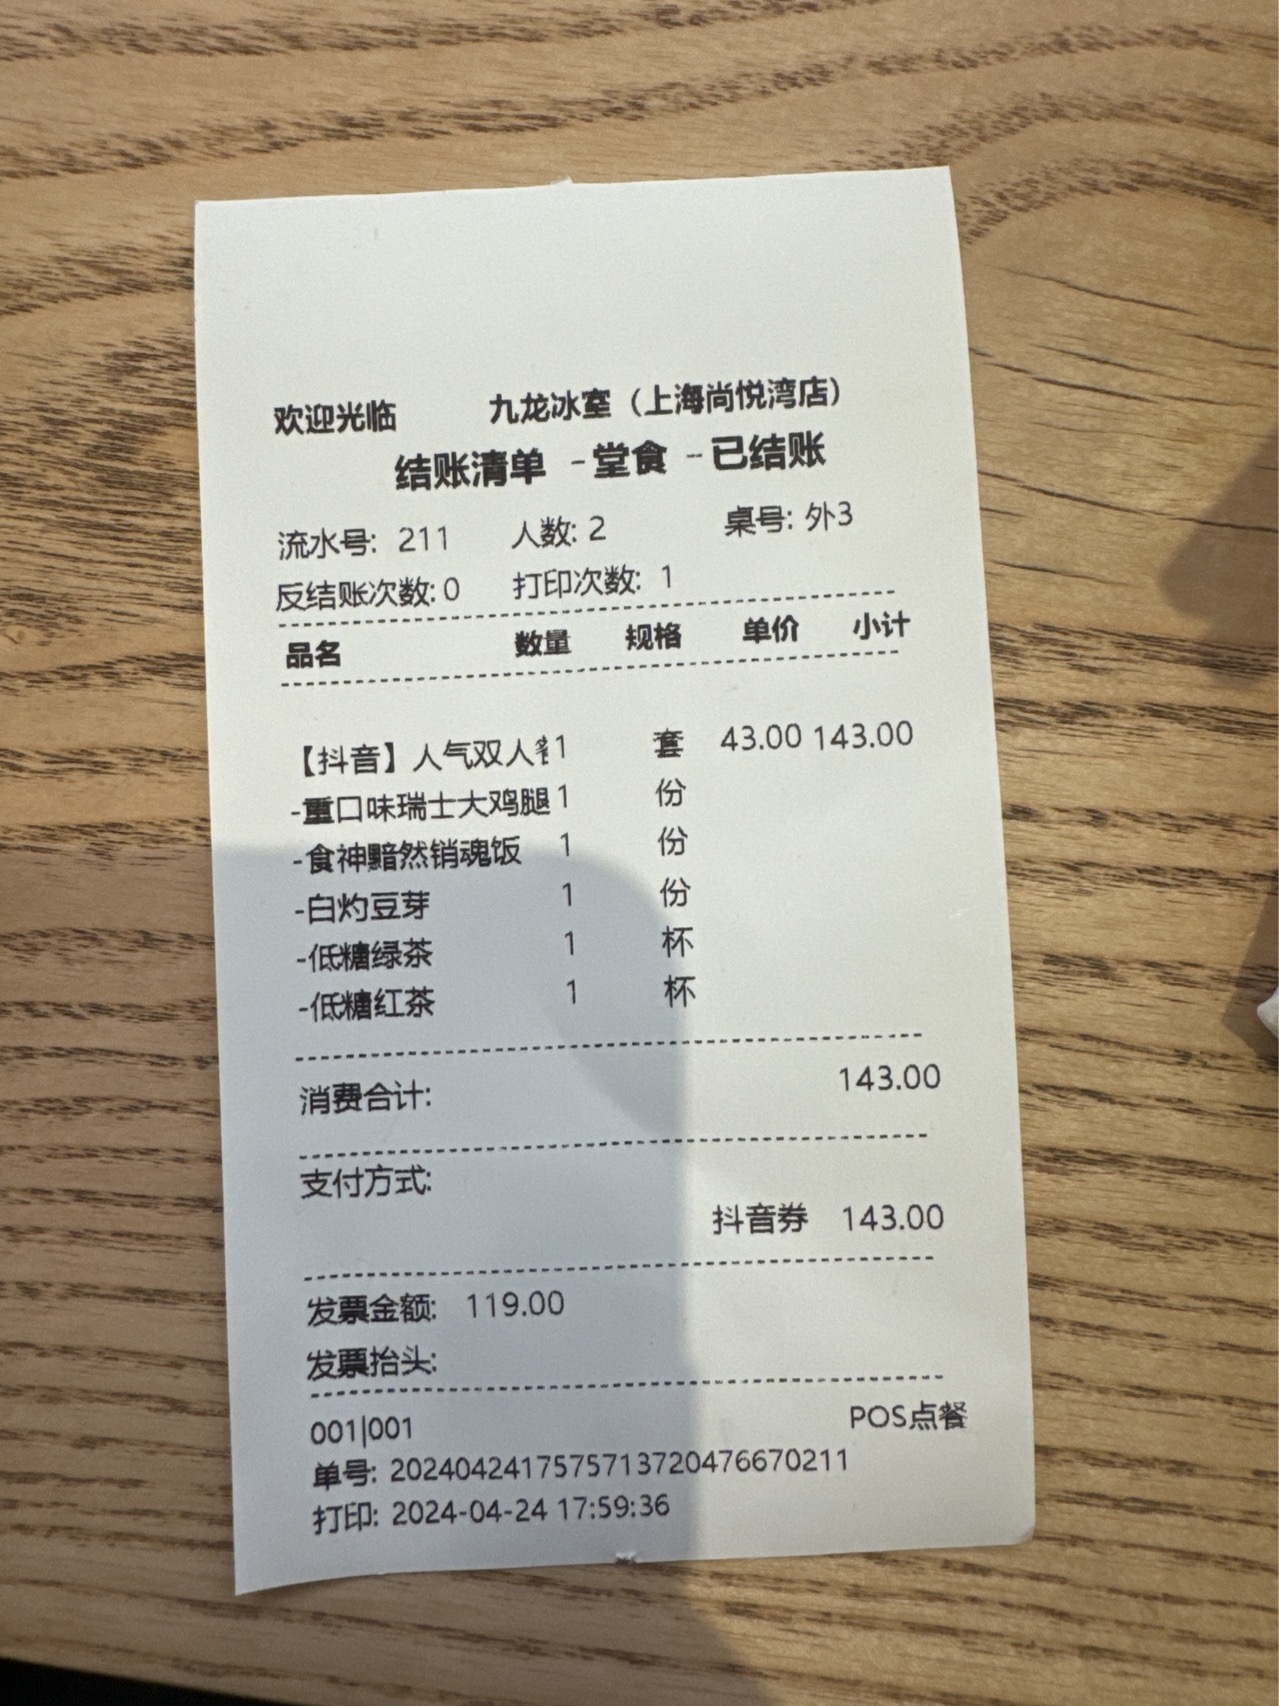 欢迎光临 九龙冰室（上海尚悦湾店）
结账清单 -堂食 -已结账
流水号: 211 人数: 2 桌号: 外3
反结账次数: 0 打印次数: 1
品名 数量 规格 单价 小计
【抖音】人气双人 1 套 43.00 143.00
-重口味瑞士大鸡腿 1 份
-食神黯然销魂饭 1 份
-白灼豆芽 1 份
-低糖绿茶 1 杯
-低糖红茶 1 杯
消费合计: 143.00
支付方式:
抖音券 143.00
发票金额: 119.00
发票抬头:
001|001 POS点餐
单号: 2024042417575713720476670211
打印: 2024-04-24 17:59:36